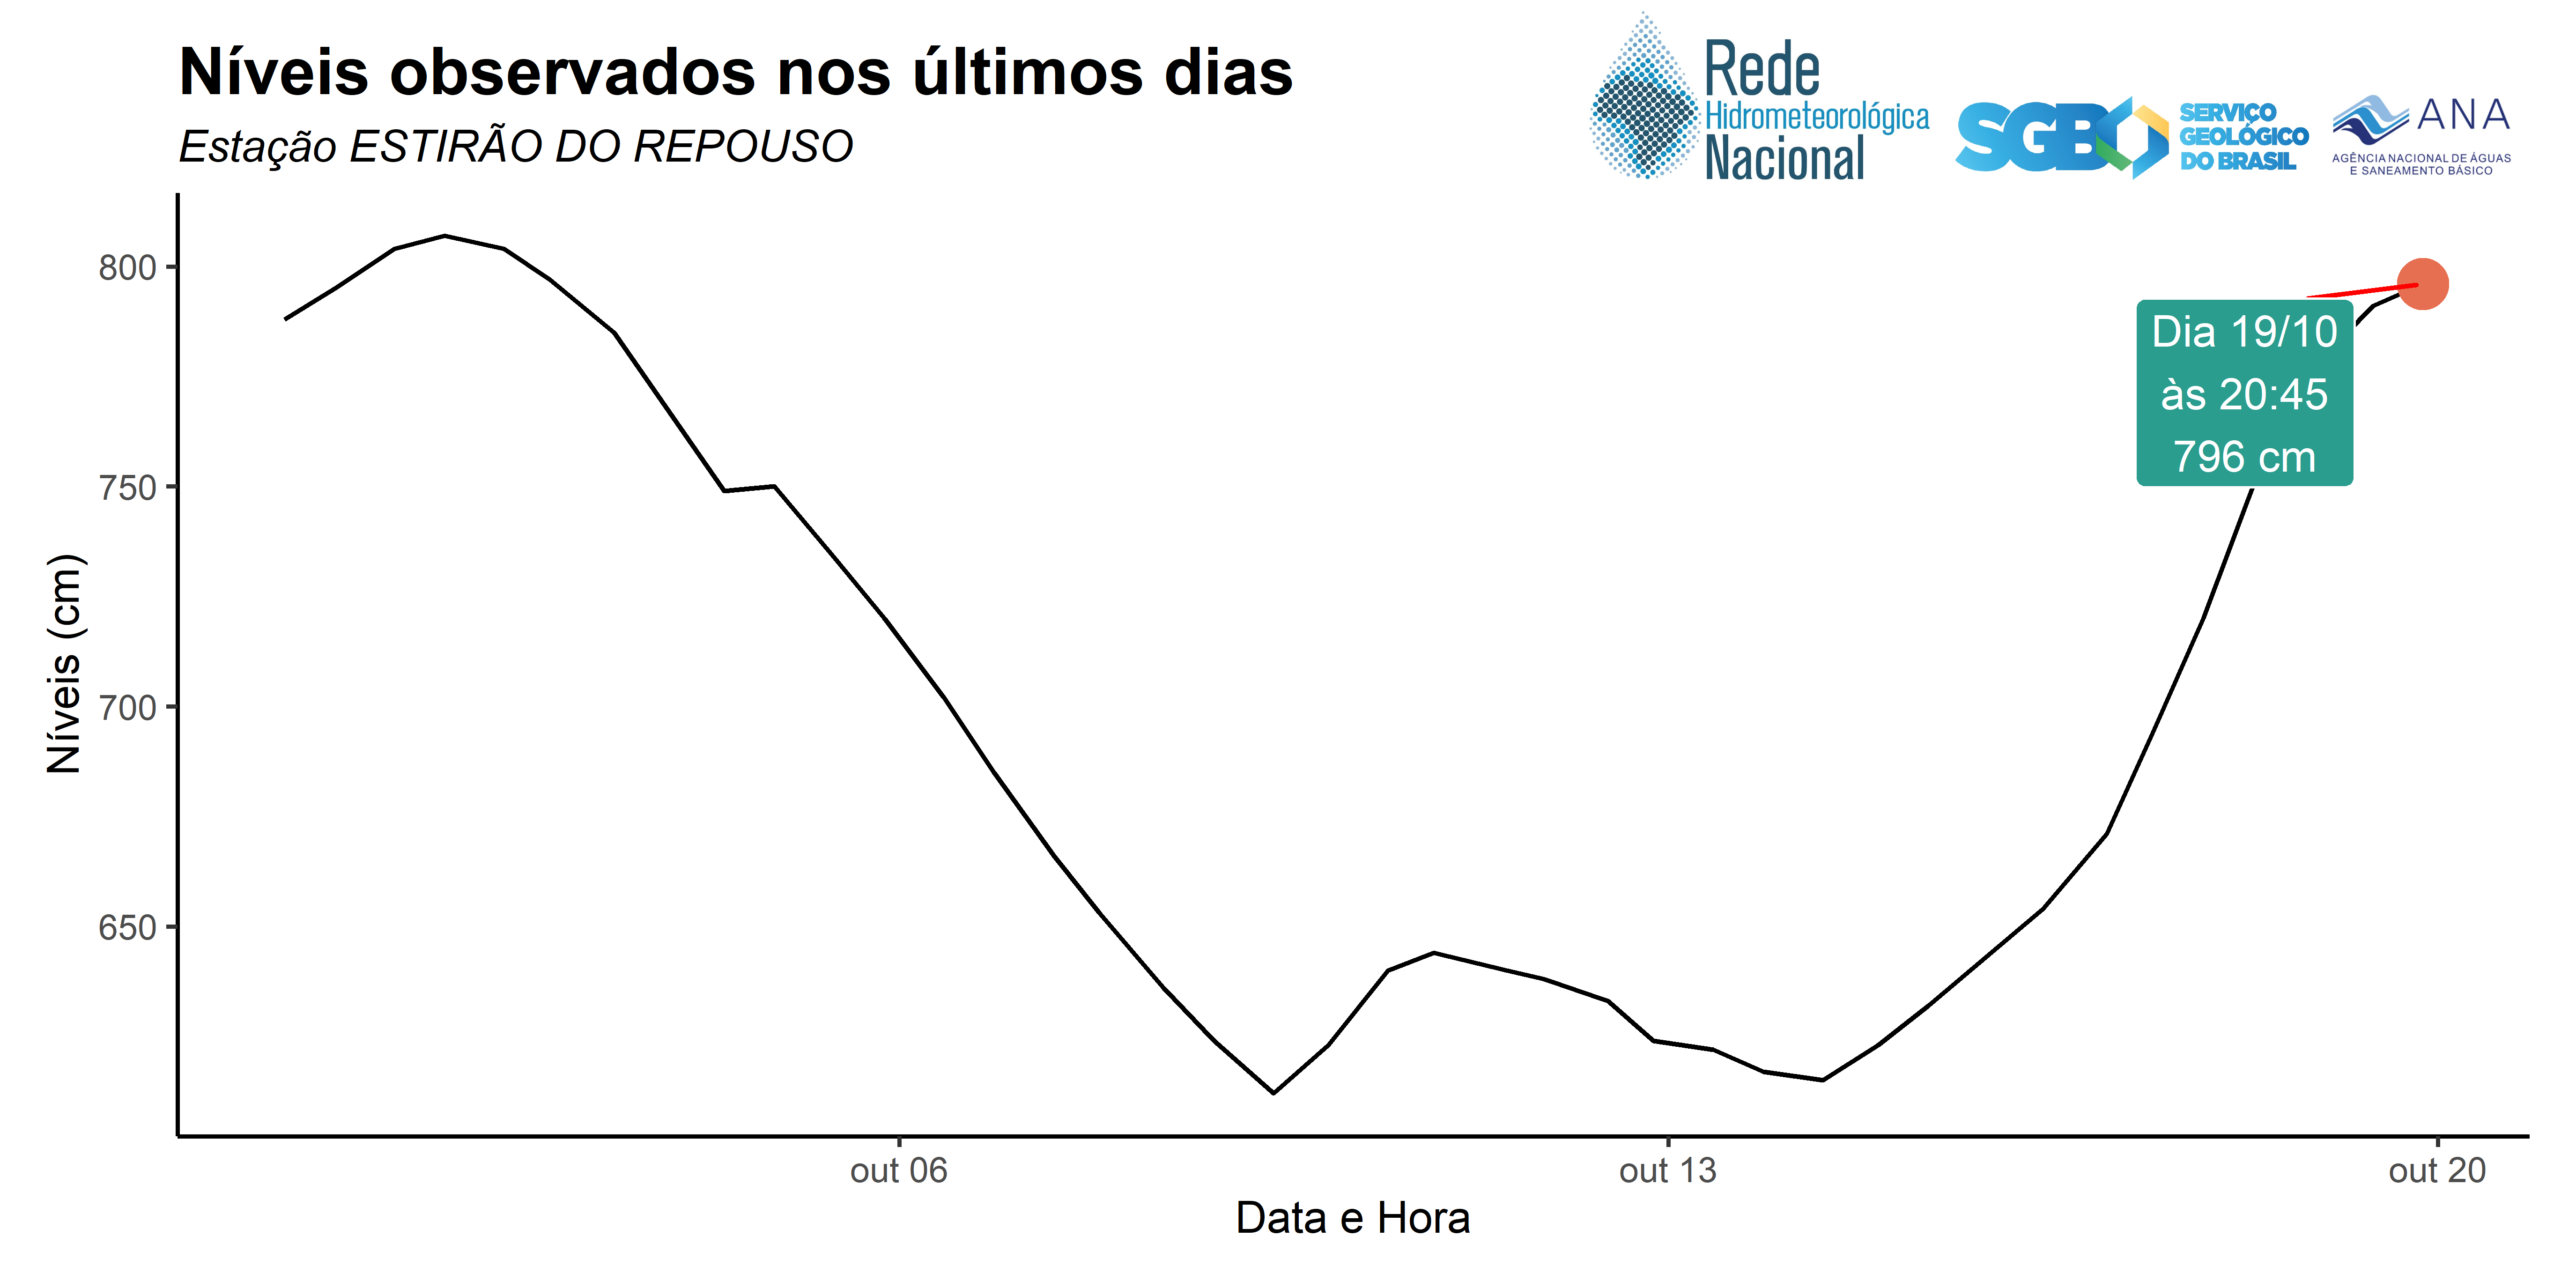 Níveis observados nos últimos dias
Estação ESTIRÃO DO REPOUSO
Rede
Hidrometeorológica
Nacional
SGB
SERVIÇO
GEOLÓGICO
DO BRASIL
ANA
AGÊNCIA NACIONAL DE ÁGUAS
E SANEAMENTO BÁSICO
Níveis (cm)
800
750
700
650
Dia 19/10
às 20:45
796 cm
out 06
out 13
out 20
Data e Hora